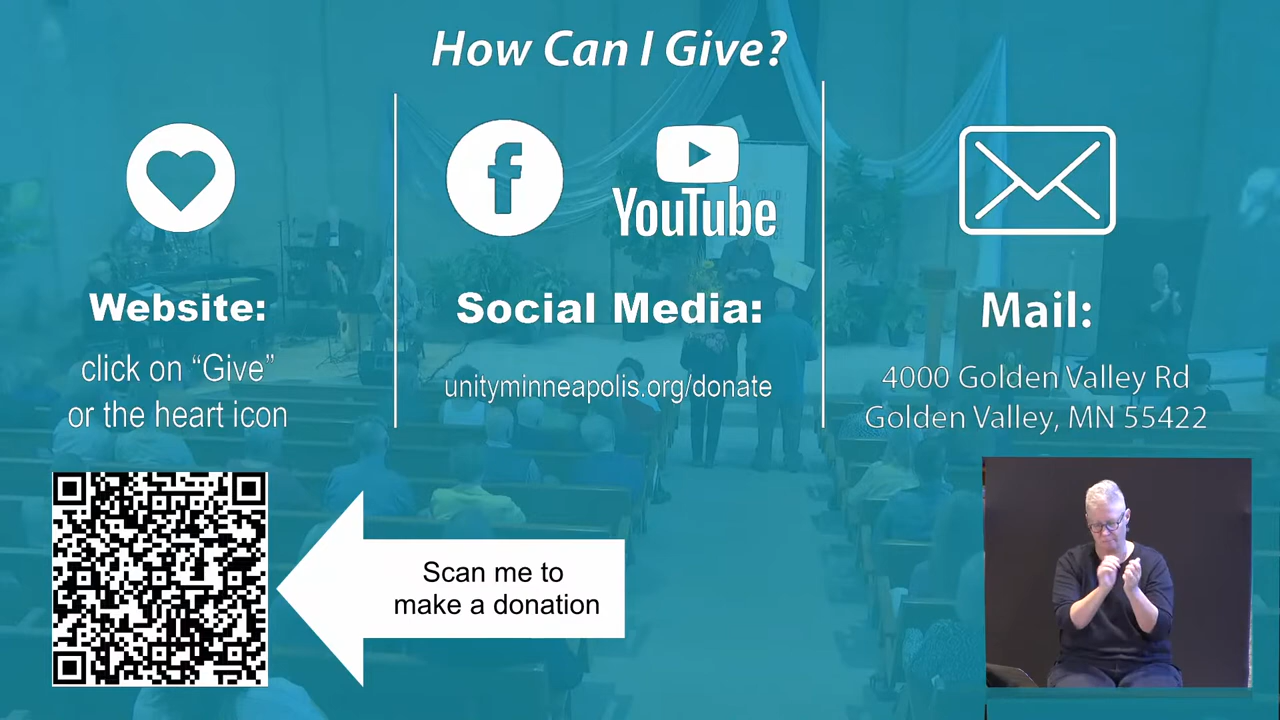 How Can I Give?
f
YouTube
Website:
click on “Give”
or the heart icon
Social Media:
unityminneapolis.org/donate
Mail:
4000 Golden Valley Rd
Golden Valley, MN 55422
Scan me to
make a donation